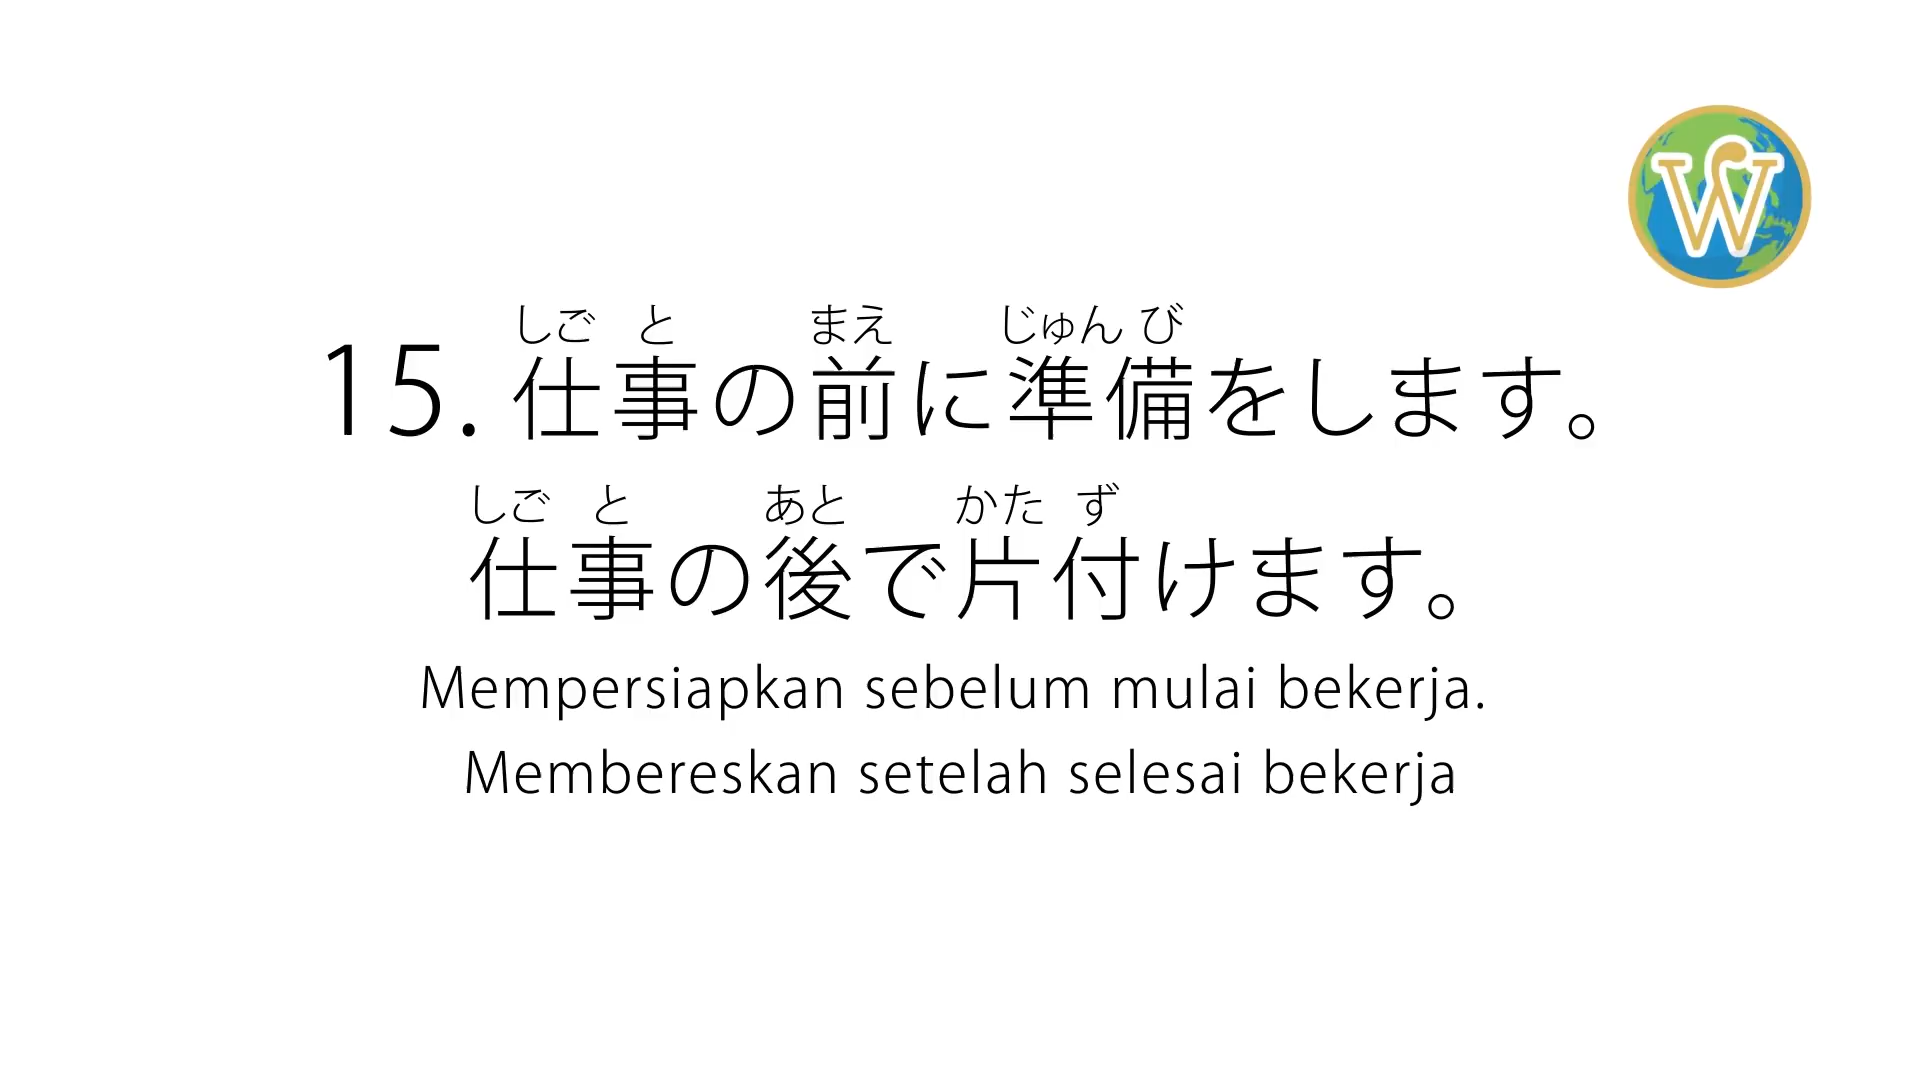 W
しごと まえ じゅんび
15. 仕事の前に準備をします。
しごと あと かたず
仕事の後で片付けます。
Mempersiapkan sebelum mulai bekerja.
Membereskan setelah selesai bekerja